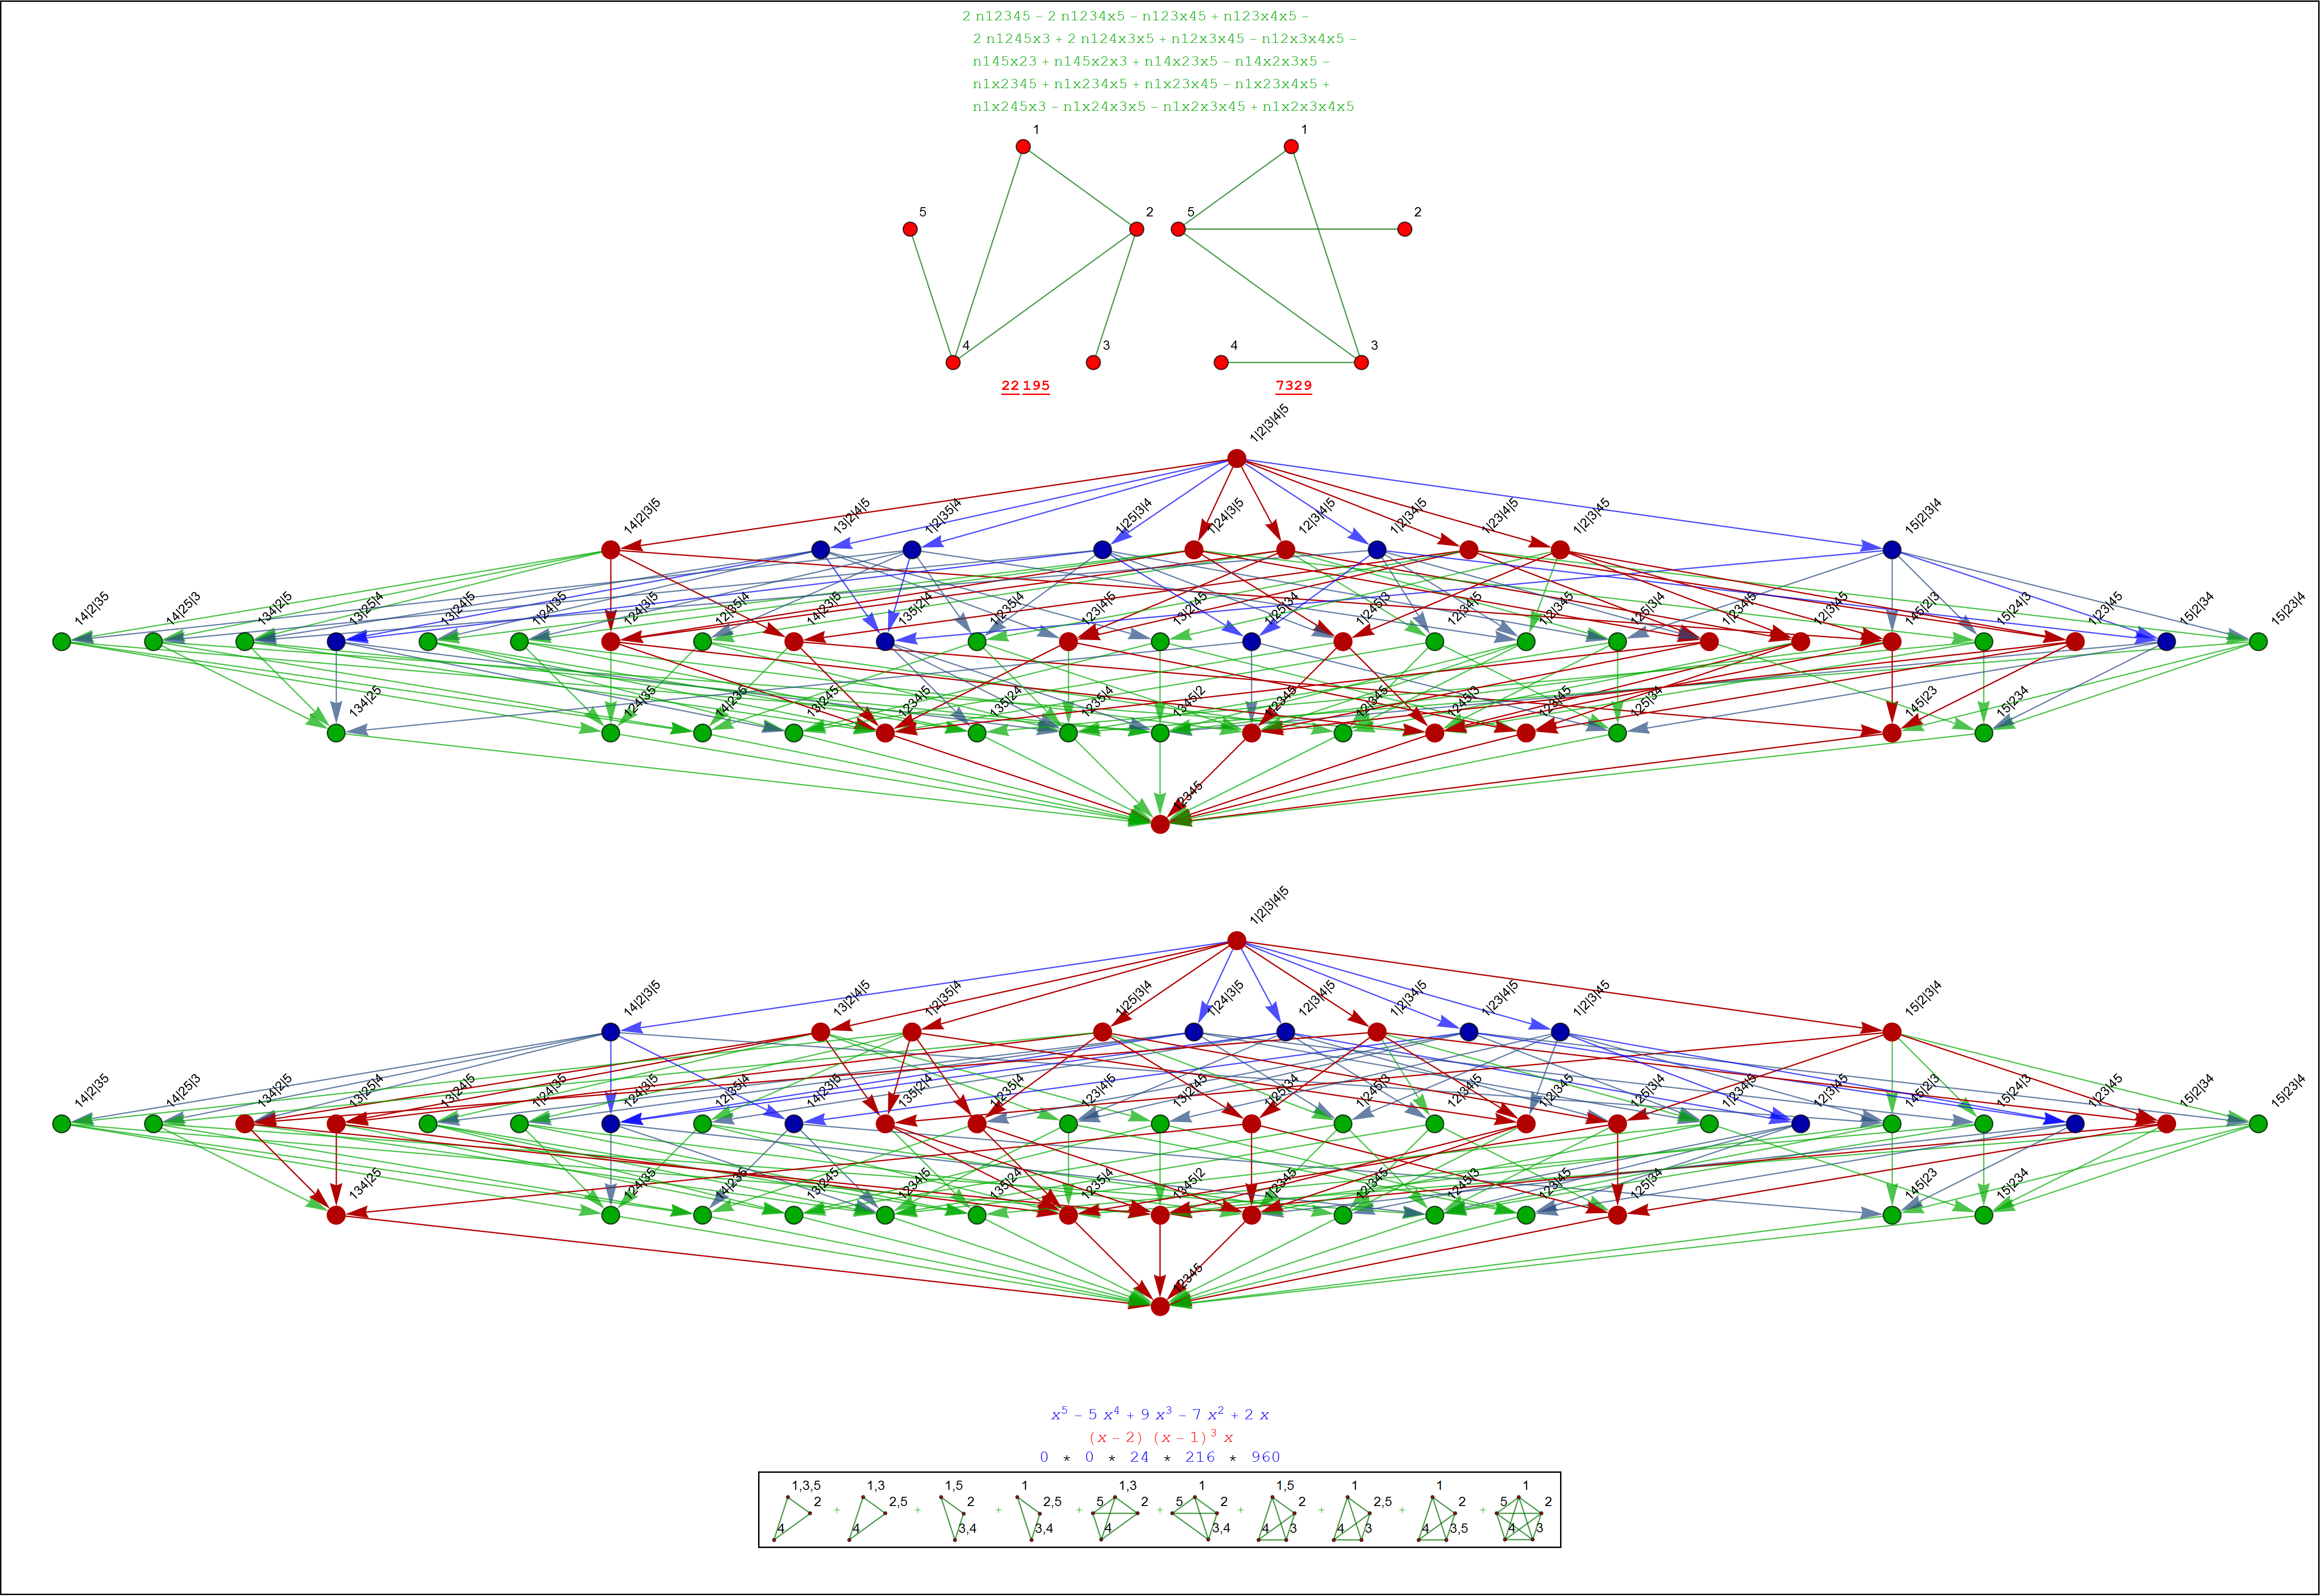 2 n12345 − 2 n1234x5 − n123x45 + n123x4x5 −
2 n1245x3 + 2 n124x3x5 + n12x3x45 − n12x3x4x5 −
n145x23 + n145x2x3 + n14x23x5 − n14x2x3x5 −
n1x2345 + n1x234x5 + n1x23x45 − n1x23x4x5 +
n1x245x3 − n1x24x3x5 − n1x2x3x45 + n1x2x3x4x5
1 1
5 2 5 2
4 3 4 3
22 195 7329
1|2|3|4|5
14|2|3|5 13|2|4|5 1|2|35|4 1|25|3|4 1|24|3|5 12|3|4|5 1|2|34|5 1|23|4|5 1|2|3|45 15|2|3|4
14|2|35 14|25|3 134|2|5 13|25|4 13|24|5 1|24|35 124|3|5 12|35|4 14|23|5 135|2|4 1|235|4 123|4|5 13|2|45 1|25|34 1|245|3 12|34|5 1|2|345 125|3|4 1|234|5 12|3|45 145|2|3 15|24|3 1|23|45 15|2|34 15|23|4
134|25 124|35 14|235 13|245 1234|5 135|24 1235|4 1345|2 1|2345 12|345 1245|3 123|45 125|34 145|23 15|234
12345
1|2|3|4|5
14|2|3|5 13|2|4|5 1|2|35|4 1|25|3|4 1|24|3|5 12|3|4|5 1|2|34|5 1|23|4|5 1|2|3|45 15|2|3|4
14|2|35 14|25|3 134|2|5 13|25|4 13|24|5 1|24|35 124|3|5 12|35|4 14|23|5 135|2|4 1|235|4 123|4|5 13|2|45 1|25|34 1|245|3 12|34|5 1|2|345 125|3|4 1|234|5 12|3|45 145|2|3 15|24|3 1|23|45 15|2|34 15|23|4
134|25 124|35 14|235 13|245 1234|5 135|24 1235|4 1345|2 1|2345 12|345 1245|3 123|45 125|34 145|23 15|234
12345
x⁵ − 5 x⁴ + 9 x³ − 7 x² + 2 x
(x − 2) (x − 1)³ x
0 * 0 * 24 * 216 * 960
1,3,5 1,3 1,5 1 1,3 1 1,5 1 1 1
2 2,5 2 2,5 5 2 5 2 2 2,5 2 5 2
+ + + + + + + + +
4 4 3,4 3,4 4 3,4 4 3 4 3 4 3,5 4 3